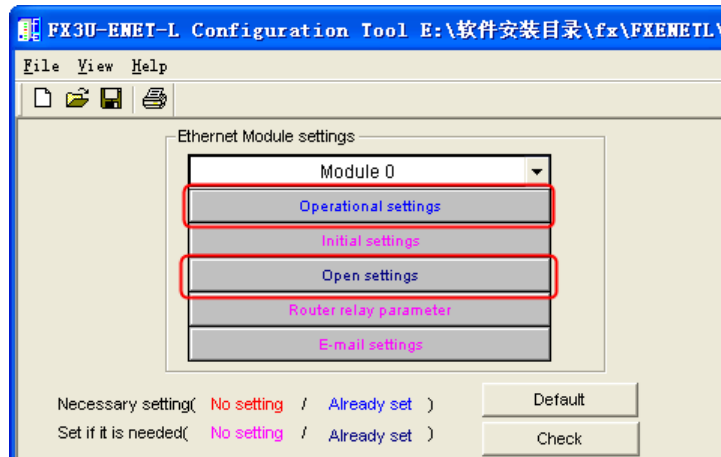 FX3U-ENET-L Configuration Tool E:\软件安装目录\fx\FXENETL\
File View Help
Ethernet Module settings
Module 0
Operational settings
Initial settings
Open settings
Router relay parameter
E-mail settings
Necessary setting( No setting / Already set )
Default
Set if it is needed( No setting / Already set )
Check